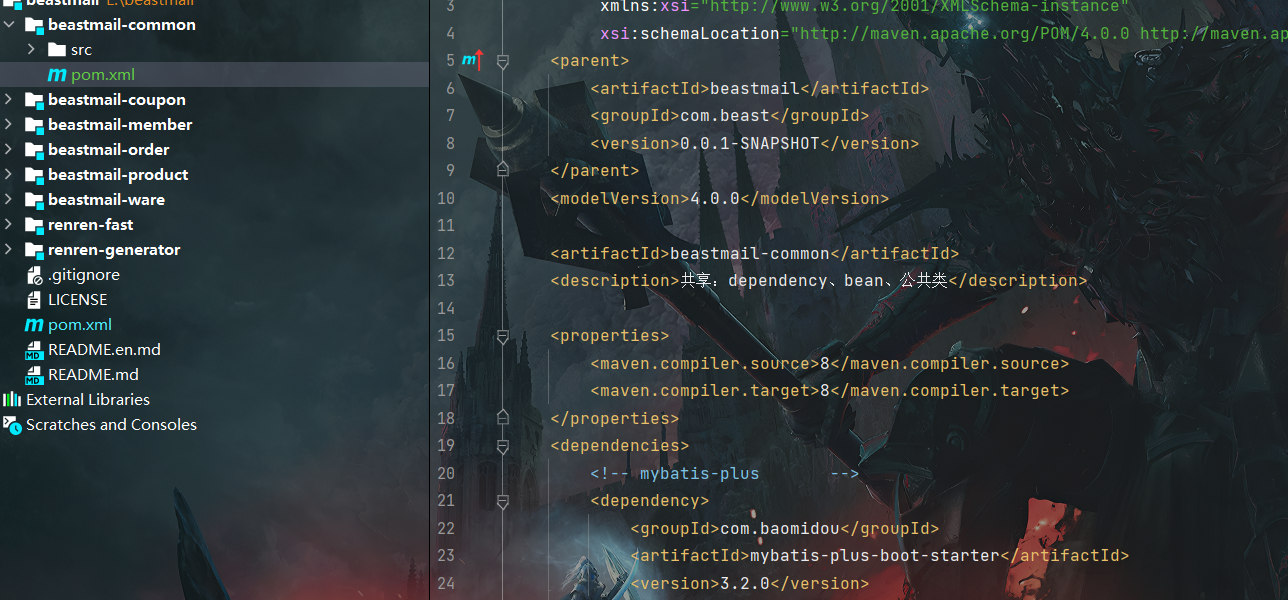 beastmail E:\beastmail
beastmail-common
src
pom.xml
beastmail-coupon
beastmail-member
beastmail-order
beastmail-product
beastmail-ware
renren-fast
renren-generator
.gitignore
LICENSE
pom.xml
README.en.md
README.md
External Libraries
Scratches and Consoles
3 xmlns:xsi="http://www.w3.org/2001/XMLSchema-instance"
4 xsi:schemaLocation="http://maven.apache.org/POM/4.0.0 http://maven.ap
5 <parent>
6 <artifactId>beastmail</artifactId>
7 <groupId>com.beast</groupId>
8 <version>0.0.1-SNAPSHOT</version>
9 </parent>
10 <modelVersion>4.0.0</modelVersion>
11
12 <artifactId>beastmail-common</artifactId>
13 <description>共享：dependency、bean、公共类</description>
14
15 <properties>
16 <maven.compiler.source>8</maven.compiler.source>
17 <maven.compiler.target>8</maven.compiler.target>
18 </properties>
19 <dependencies>
20 <!-- mybatis-plus -->
21 <dependency>
22 <groupId>com.baomidou</groupId>
23 <artifactId>mybatis-plus-boot-starter</artifactId>
24 <version>3.2.0</version>